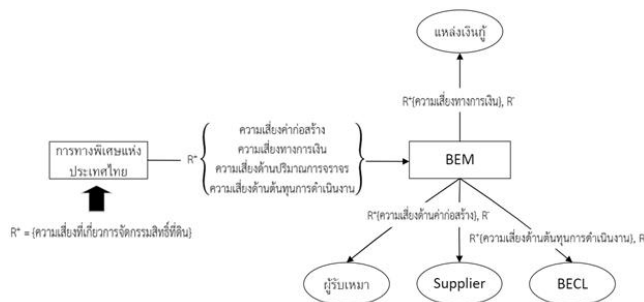 แหล่งเงินกู้
R⁺(ความเสี่ยงทางการเงิน), R⁻
การทางพิเศษแห่ง
ประเทศไทย
R⁺
ความเสี่ยงค่าก่อสร้าง
ความเสี่ยงทางการเงิน
ความเสี่ยงด้านปริมาณการจราจร
ความเสี่ยงด้านต้นทุนการดำเนินงาน
BEM
R⁺ = {ความเสี่ยงที่เกี่ยวการจัดกรรมสิทธิ์ที่ดิน}
R⁺(ความเสี่ยงด้านค่าก่อสร้าง), R⁻
R⁺(ความเสี่ยงด้านต้นทุนการดำเนินงาน), R
ผู้รับเหมา
Supplier
BECL